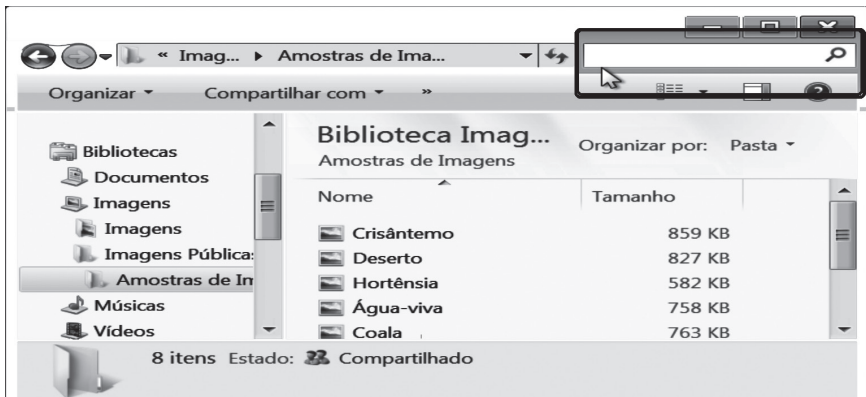 « Imag... ▸ Amostras de Ima...
Organizar Compartilhar com »
Bibliotecas
Documentos
Imagens
Imagens
Imagens Pública
Amostras de In
Músicas
Vídeos
Biblioteca Imag...
Amostras de Imagens
Organizar por: Pasta
Nome Tamanho
Crisântemo 859 KB
Deserto 827 KB
Hortênsia 582 KB
Água-viva 758 KB
Coala 763 KB
8 itens Estado: Compartilhado